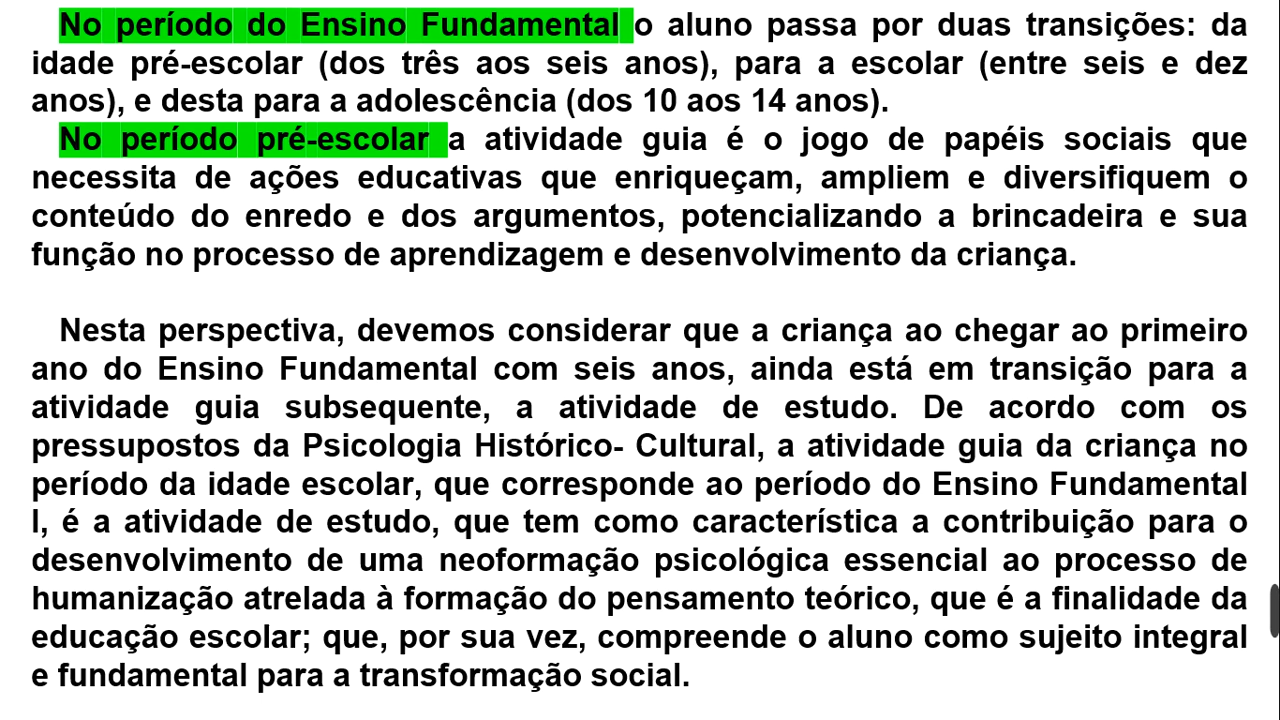 No período do Ensino Fundamental o aluno passa por duas transições: da
idade pré-escolar (dos três aos seis anos), para a escolar (entre seis e dez
anos), e desta para a adolescência (dos 10 aos 14 anos).
No período pré-escolar a atividade guia é o jogo de papéis sociais que
necessita de ações educativas que enriqueçam, ampliem e diversifiquem o
conteúdo do enredo e dos argumentos, potencializando a brincadeira e sua
função no processo de aprendizagem e desenvolvimento da criança.
Nesta perspectiva, devemos considerar que a criança ao chegar ao primeiro
ano do Ensino Fundamental com seis anos, ainda está em transição para a
atividade guia subsequente, a atividade de estudo. De acordo com os
pressupostos da Psicologia Histórico- Cultural, a atividade guia da criança no
período da idade escolar, que corresponde ao período do Ensino Fundamental
I, é a atividade de estudo, que tem como característica a contribuição para o
desenvolvimento de uma neoformação psicológica essencial ao processo de
humanização atrelada à formação do pensamento teórico, que é a finalidade da
educação escolar; que, por sua vez, compreende o aluno como sujeito integral
e fundamental para a transformação social.